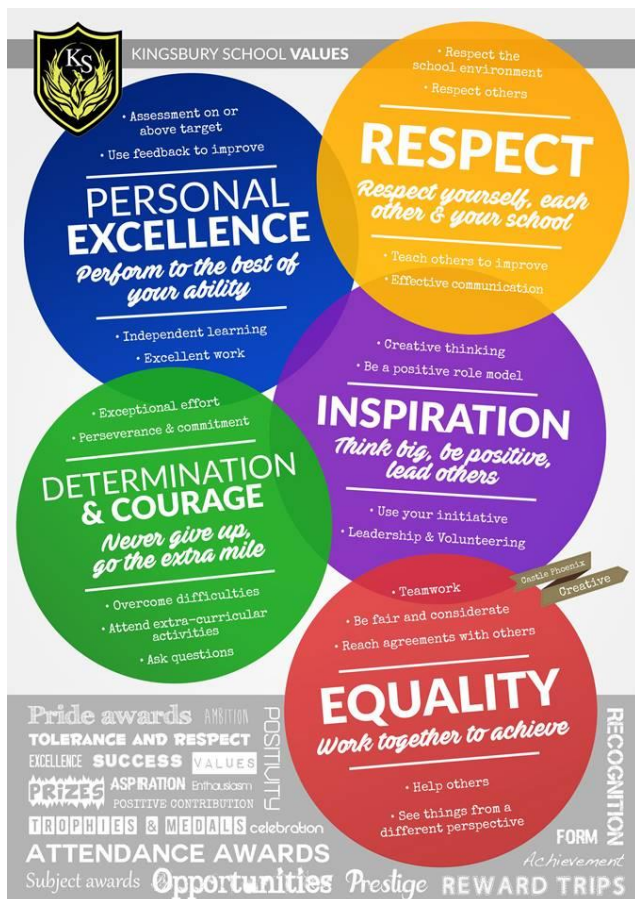 KS
KINGSBURY SCHOOL VALUES
• Respect the
school environment
• Respect others
RESPECT
Respect yourself, each
other & your school
• Teach others to improve
• Effective communication
• Assessment on or
above target
• Use feedback to improve
PERSONAL
EXCELLENCE
Perform to the best of
your ability
• Independent learning
• Excellent work
• Creative thinking
• Be a positive role model
INSPIRATION
Think big, be positive,
lead others
• Use your initiative
• Leadership & Volunteering
• Exceptional effort
• Perseverance & commitment
DETERMINATION
& COURAGE
Never give up,
go the extra mile
• Overcome difficulties
• Attend extra-curricular
activities
• Ask questions
Castle Phoenix
Creative
• Teamwork
• Be fair and considerate
• Reach agreements with others
EQUALITY
Work together to achieve
• Help others
• See things from a
different perspective
Pride awards AMBITION
POSITIVITY
TOLERANCE AND RESPECT
EXCELLENCE SUCCESS VALUES
PRIZES ASPIRATION Enthusiasm
POSITIVE CONTRIBUTION
TROPHIES & MEDALS celebration
ATTENDANCE AWARDS
Subject awards Opportunities Prestige REWARD TRIPS
RECOGNITION
FORM
Achievement